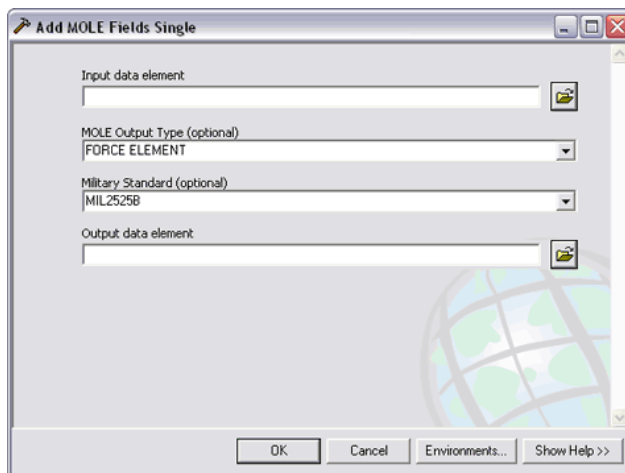 Add MOLE Fields Single
Input data element
MOLE Output Type (optional)
FORCE ELEMENT
Military Standard (optional)
MIL2525B
Output data element
OK Cancel Environments... Show Help >>